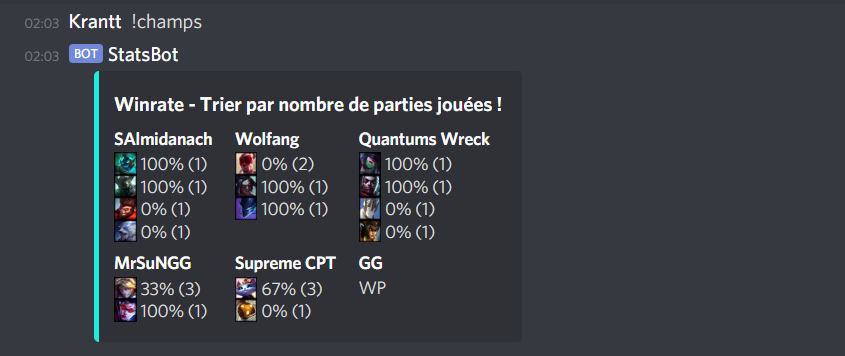 02:03 Krantt !champs
02:03 BOT StatsBot
Winrate - Trier par nombre de parties jouées !
SAlmidanach Wolfang Quantums Wreck
100% (1) 0% (2) 100% (1)
100% (1) 100% (1) 100% (1)
0% (1) 100% (1) 0% (1)
0% (1) 0% (1)
MrSuNGG Supreme CPT GG
33% (3) 67% (3) WP
100% (1) 0% (1)